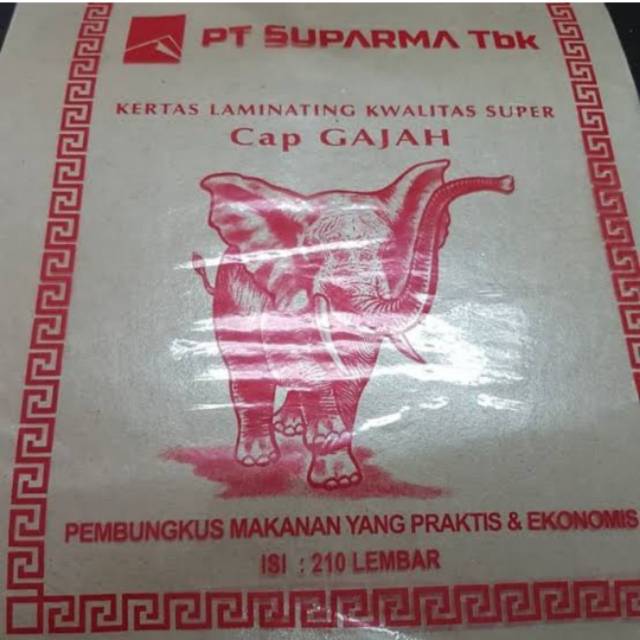 PT SUPARMA Tbk
KERTAS LAMINATING KWALITAS SUPER
Cap GAJAH
PEMBUNGKUS MAKANAN YANG PRAKTIS & EKONOMIS
ISI : 210 LEMBAR